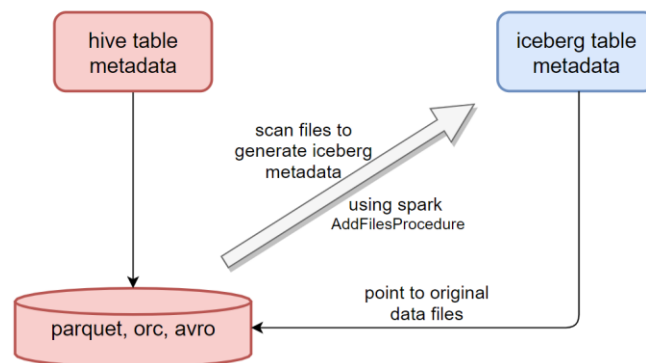 hive table
metadata
iceberg table
metadata
scan files to
generate iceberg
metadata
using spark
AddFilesProcedure
point to original
data files
parquet, orc, avro